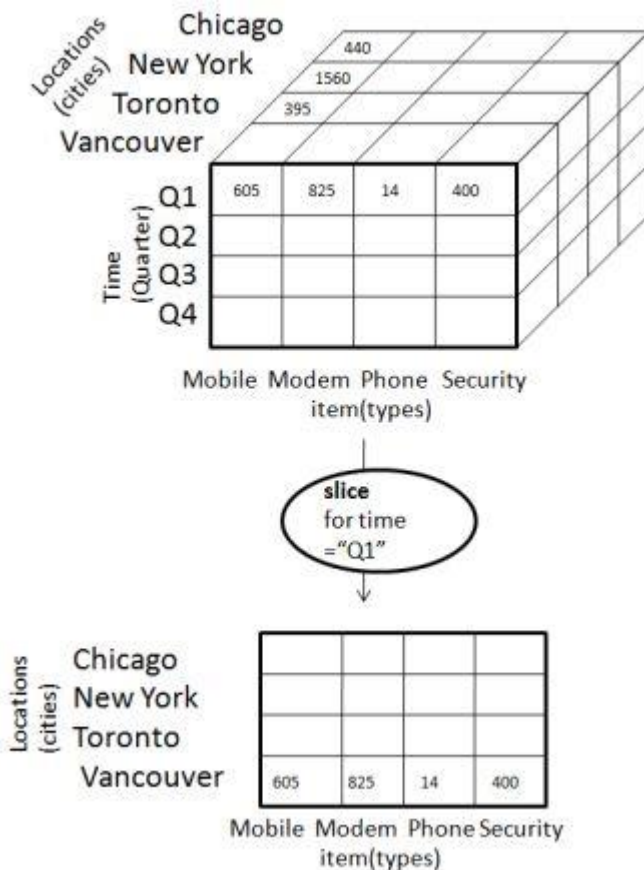 Chicago
New York
Toronto
Vancouver
Locations
(cities)
440
1560
395
Q1
Q2
Q3
Q4
Time
(Quarter)
605 825 14 400
Mobile Modem Phone Security
item(types)
slice
for time
="Q1"
Chicago
New York
Toronto
Vancouver
Locations
(cities)
605 825 14 400
Mobile Modem Phone Security
item(types)